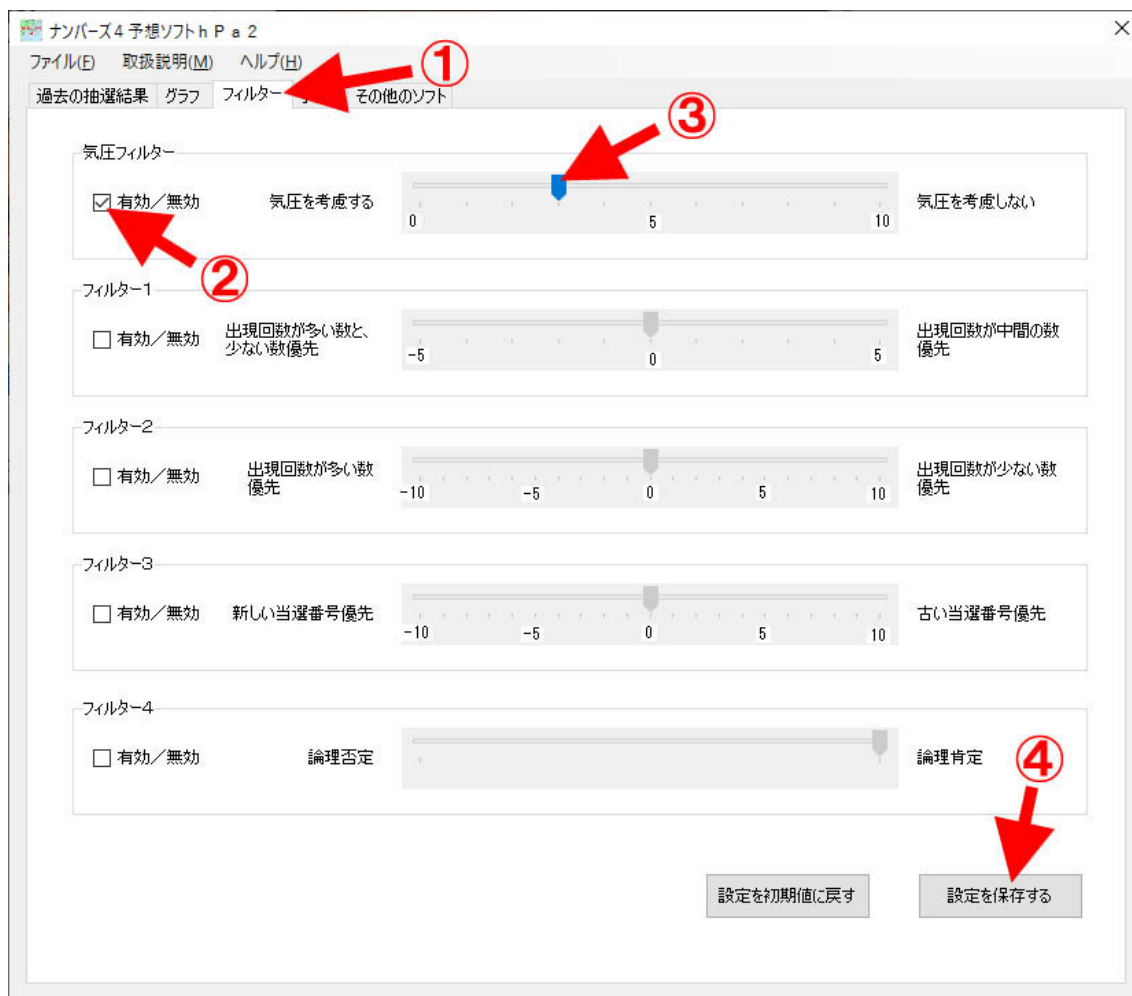 ナンバーズ4予想ソフトhPa2
ファイル(F) 取扱説明(M) ヘルプ(H)
①
過去の抽選結果 グラフ フィルター その他のソフト
③
気圧フィルター
有効/無効 気圧を考慮する 気圧を考慮しない
0 5 10
②
フィルター1
有効/無効 出現回数が多い数と、 出現回数が中間の数
少ない数優先 優先
-5 0 5
フィルター2
有効/無効 出現回数が多い数 出現回数が少ない数
優先 優先
-10 -5 0 5 10
フィルター3
有効/無効 新しい当選番号優先 古い当選番号優先
-10 -5 0 5 10
フィルター4
有効/無効 論理否定 論理肯定
④
設定を初期値に戻す 設定を保存する